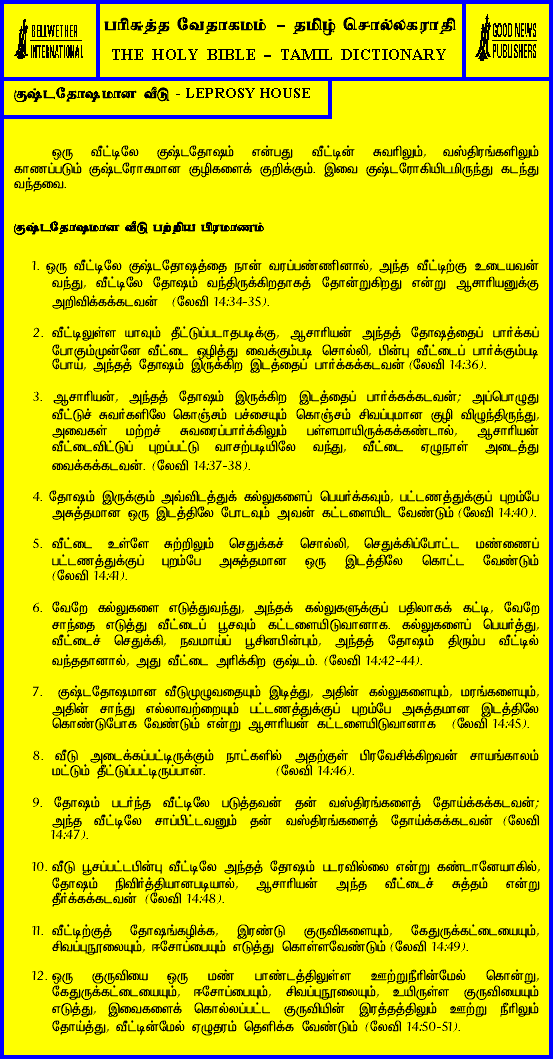 BELLWETHER
INTERNATIONAL
பரிசுத்த வேதாகமம் – தமிழ் சொல்லகராதி
THE HOLY BIBLE – TAMIL DICTIONARY
GOOD NEWS
PUBLISHERS
குஷ்டதோஷமான வீடு - LEPROSY HOUSE
ஒரு வீட்டிலே குஷ்டதோஷம் என்பது வீட்டின் சுவரிலும், வஸ்திரங்களிலும்
காணப்படும் குஷ்டரோகமான குழிகளைக் குறிக்கும். இவை குஷ்டரோகியிடமிருந்து கடந்து
வந்தவை.
குஷ்டதோஷமான வீடு பற்றிய பிரமாணம்
1. ஒரு வீட்டிலே குஷ்டதோஷத்தை நான் வரப்பண்ணினால், அந்த வீட்டிற்கு உடையவன்
வந்து, வீட்டிலே தோஷம் வந்திருக்கிறதாகத் தோன்றுகிறது என்று ஆசாரியனுக்கு
அறிவிக்கக்கடவன் (லேவி 14:34-35).
2. வீட்டிலுள்ள யாவும் தீட்டுப்படாதபடிக்கு, ஆசாரியன் அந்தத் தோஷத்தைப் பார்க்கப்
போகும்முன்னே வீட்டை ஒழித்து வைக்கும்படி சொல்லி, பின்பு வீட்டைப் பார்க்கும்படி
போய், அந்தத் தோஷம் இருக்கிற இடத்தைப் பார்க்கக்கடவன் (லேவி 14:36).
3. ஆசாரியன், அந்தத் தோஷம் இருக்கிற இடத்தைப் பார்க்கக்கடவன்; அப்பொழுது
வீட்டுச் சுவர்களிலே கொஞ்சம் பச்சையும் கொஞ்சம் சிவப்புமான குழி விழுந்திருந்து,
அவைகள் மற்றச் சுவரைப்பார்க்கிலும் பள்ளமாயிருக்கக்கண்டால், ஆசாரியன்
வீட்டைவிட்டுப் புறப்பட்டு வாசற்படியிலே வந்து, வீட்டை ஏழுநாள் அடைத்து
வைக்கக்கடவன். (லேவி 14:37-38).
4. தோஷம் இருக்கும் அவ்விடத்துக் கல்லுகளைப் பெயர்க்கவும், பட்டணத்துக்குப் புறம்பே
அசுத்தமான ஒரு இடத்திலே போடவும் அவன் கட்டளையிட வேண்டும் (லேவி 14:40).
5. வீட்டை உள்ளே சுற்றிலும் செதுக்கச் சொல்லி, செதுக்கிப்போட்ட மண்ணைப்
பட்டணத்துக்குப் புறம்பே அசுத்தமான ஒரு இடத்திலே கொட்ட வேண்டும்
(லேவி 14:41).
6. வேறே கல்லுகளை எடுத்துவந்து, அந்தக் கல்லுகளுக்குப் பதிலாகக் கட்டி, வேறே
சாந்தை எடுத்து வீட்டைப் பூசவும் கட்டளையிடுவானாக. கல்லுகளைப் பெயர்த்து,
வீட்டைச் செதுக்கி, நவமாய்ப் பூசினபின்பும், அந்தத் தோஷம் திரும்ப வீட்டில்
வந்ததானால், அது வீட்டை அரிக்கிற குஷ்டம். (லேவி 14:42-44).
7. குஷ்டதோஷமான வீடுமுழுவதையும் இடித்து, அதின் கல்லுகளையும், மரங்களையும்,
அதின் சாந்து எல்லாவற்றையும் பட்டணத்துக்குப் புறம்பே அசுத்தமான இடத்திலே
கொண்டுபோக வேண்டும் என்று ஆசாரியன் கட்டளையிடுவானாக (லேவி 14:45).
8. வீடு அடைக்கப்பட்டிருக்கும் நாட்களில் அதற்குள் பிரவேசிக்கிறவன் சாயங்காலம்
மட்டும் தீட்டுப்பட்டிருப்பான். (லேவி 14:46).
9. தோஷம் படர்ந்த வீட்டிலே படுத்தவன் தன் வஸ்திரங்களைத் தோய்க்கக்கடவன்;
அந்த வீட்டிலே சாப்பிட்டவனும் தன் வஸ்திரங்களைத் தோய்க்கக்கடவன் (லேவி
14:47).
10. வீடு பூசப்பட்டபின்பு வீட்டிலே அந்தத் தோஷம் படரவில்லை என்று கண்டானேயாகில்,
தோஷம் நிவிர்த்தியானபடியால், ஆசாரியன் அந்த வீட்டைச் சுத்தம் என்று
தீர்க்கக்கடவன் (லேவி 14:48).
11. வீட்டிற்குத் தோஷங்கழிக்க, இரண்டு குருவிகளையும், கேதுருக்கட்டையையும்,
சிவப்புநூலையும், ஈசோப்பையும் எடுத்து கொள்ளவேண்டும் (லேவி 14:49).
12. ஒரு குருவியை ஒரு மண் பாண்டத்திலுள்ள ஊற்றுநீரின்மேல் கொன்று,
கேதுருக்கட்டையையும், ஈசோப்பையும், சிவப்புநூலையும், உயிருள்ள குருவியையும்
எடுத்து, இவைகளைக் கொல்லப்பட்ட குருவியின் இரத்தத்திலும் ஊற்று நீரிலும்
தோய்த்து, வீட்டின்மேல் ஏழுதரம் தெளிக்க வேண்டும் (லேவி 14:50-51).